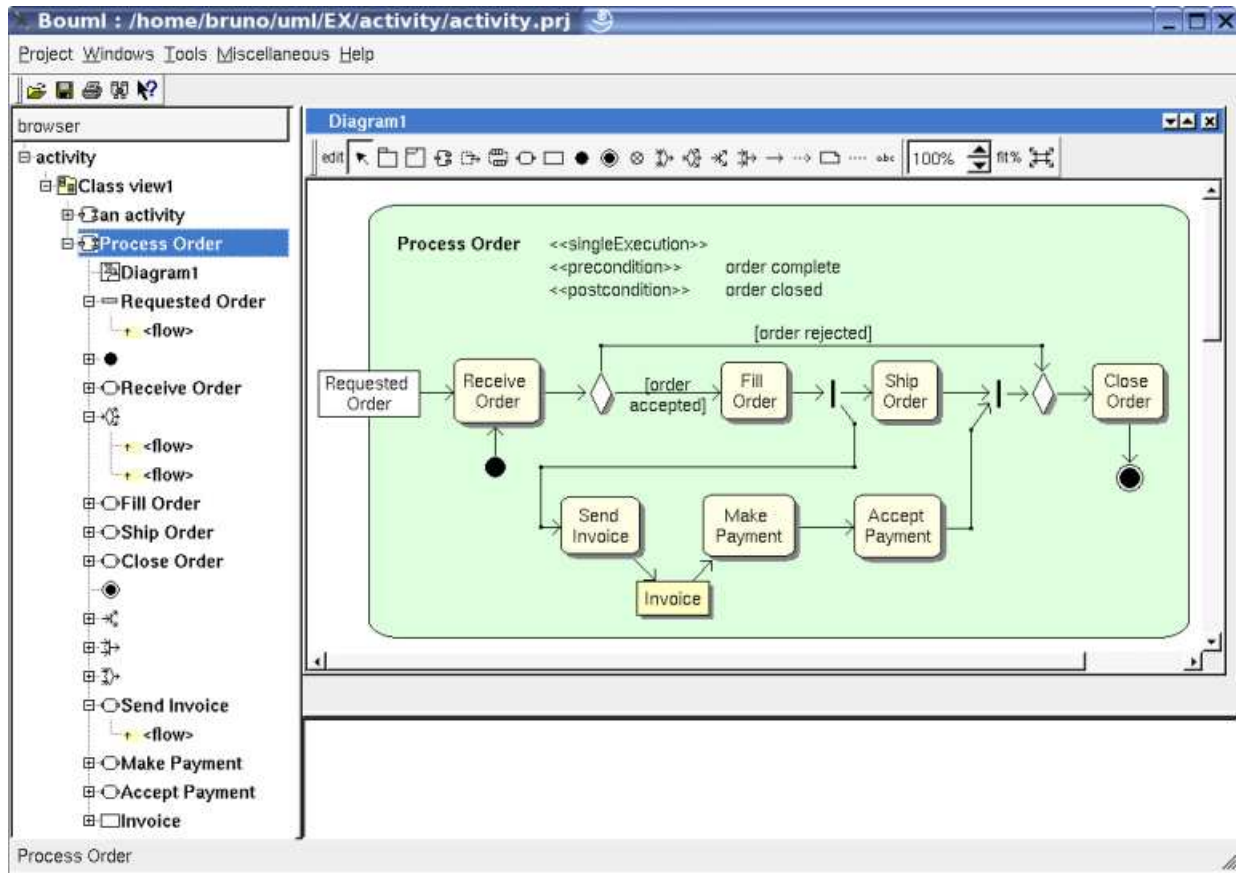 Bouml : /home/bruno/uml/EX/activity/activity.prj
Project Windows Tools Miscellaneous Help
browser
activity
Class view1
an activity
Process Order
Diagram1
Requested Order
<flow>
Receive Order
<flow>
<flow>
Fill Order
Ship Order
Close Order
Send Invoice
<flow>
Make Payment
Accept Payment
Invoice
Diagram1
edit
abc
100%
fit%
Process Order <<singleExecution>>
<<precondition>> order complete
<<postcondition>> order closed
[order rejected]
Requested
Order
Receive
Order
[order
accepted]
Fill
Order
Ship
Order
Close
Order
Send
Invoice
Make
Payment
Accept
Payment
Invoice
Process Order